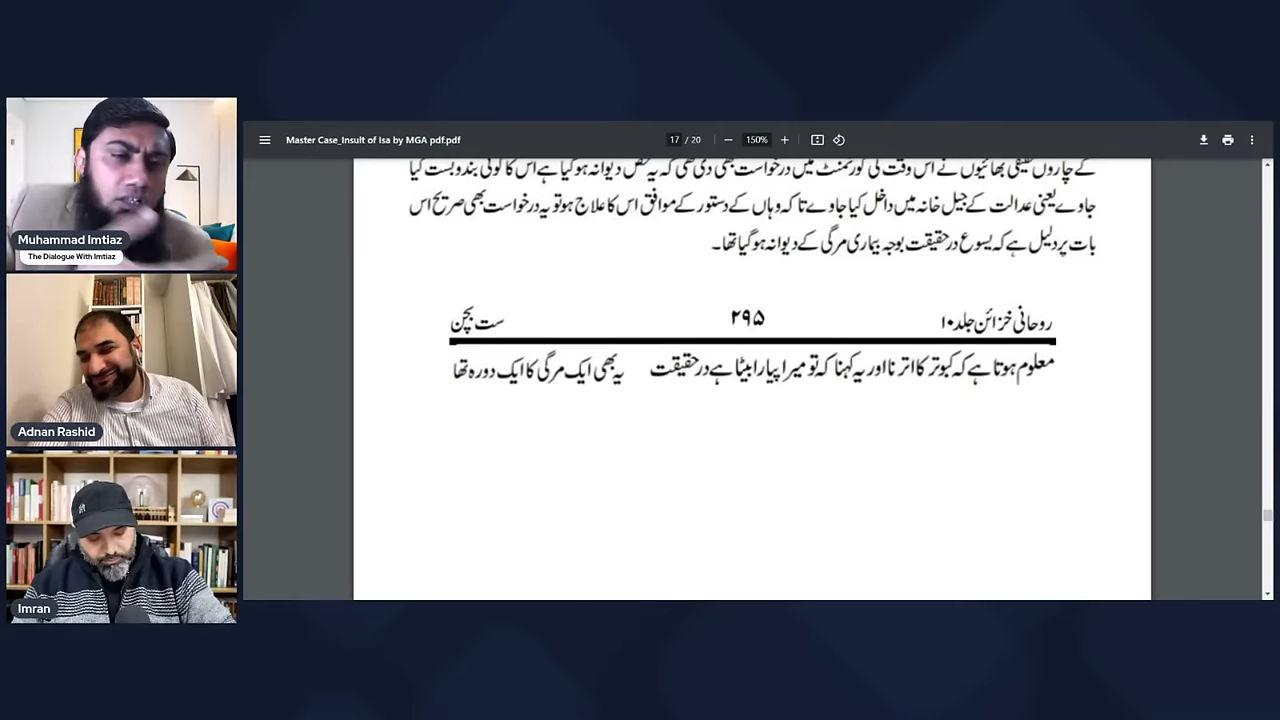 Master Case_Insult of Isa by MGA pdf.pdf
17 / 20
150%
Muhammad Imtiaz
The Dialogue With Imtiaz
Adnan Rashid
Imran
کے چاروں حقیقی بھائیوں نے اس وقت کی گورنمنٹ میں درخواست بھی دی تھی کہ یہ شخص دیوانہ ہو گیا ہے اس کا کوئی بندوبست کیا
جاوے یعنی عدالت کے جیل خانہ میں داخل کیا جاوے تا کہ وہاں کے دستور کے موافق اس کا علاج ہو تو یہ درخواست بھی صریح اس
بات پر دلیل ہے کہ یسوع درحقیقت بوجہ بیماری مرگی کے دیوانہ ہو گیا تھا۔
روحانی خزائن جلد ۱۰ ۲۹۵ ست بچن
معلوم ہوتا ہے کہ کبوتر کا اترنا اور یہ کہنا کہ تو میرا پیارا بیٹا ہے درحقیقت یہ بھی ایک مرگی کا ایک دورہ تھا